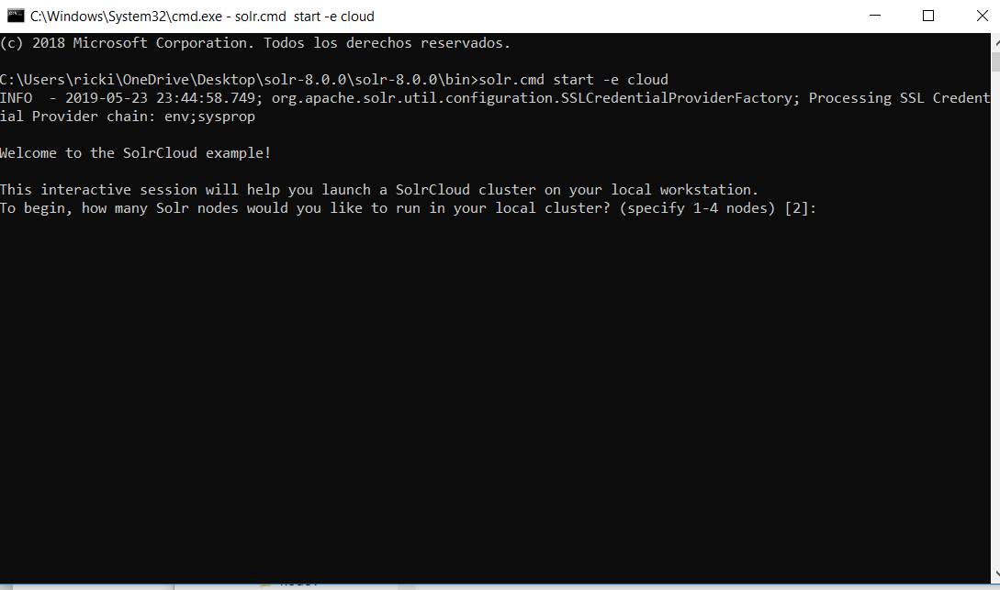 C:\Windows\System32\cmd.exe - solr.cmd  start -e cloud
(c) 2018 Microsoft Corporation. Todos los derechos reservados.
C:\Users\ricki\OneDrive\Desktop\solr-8.0.0\solr-8.0.0\bin>solr.cmd start -e cloud
INFO  - 2019-05-23 23:44:58.749; org.apache.solr.util.configuration.SSLCredentialProviderFactory; Processing SSL Credent
ial Provider chain: env;sysprop
Welcome to the SolrCloud example!
This interactive session will help you launch a SolrCloud cluster on your local workstation.
To begin, how many Solr nodes would you like to run in your local cluster? (specify 1-4 nodes) [2]: